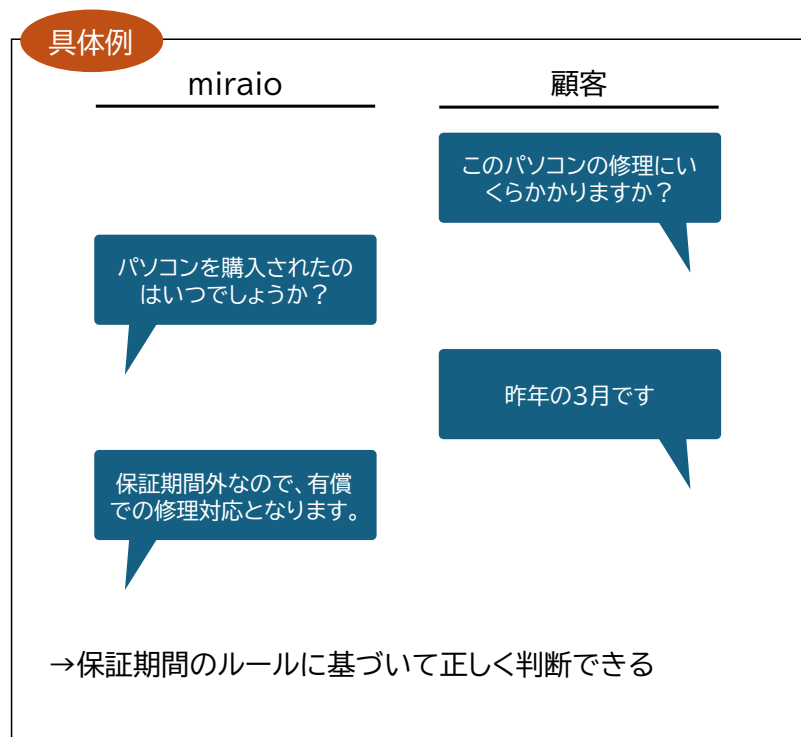 具体例
miraio
顧客
このパソコンの修理にい
くらかかりますか？
パソコンを購入されたの
はいつでしょうか？
昨年の3月です
保証期間外なので、有償
での修理対応となります。
→保証期間のルールに基づいて正しく判断できる